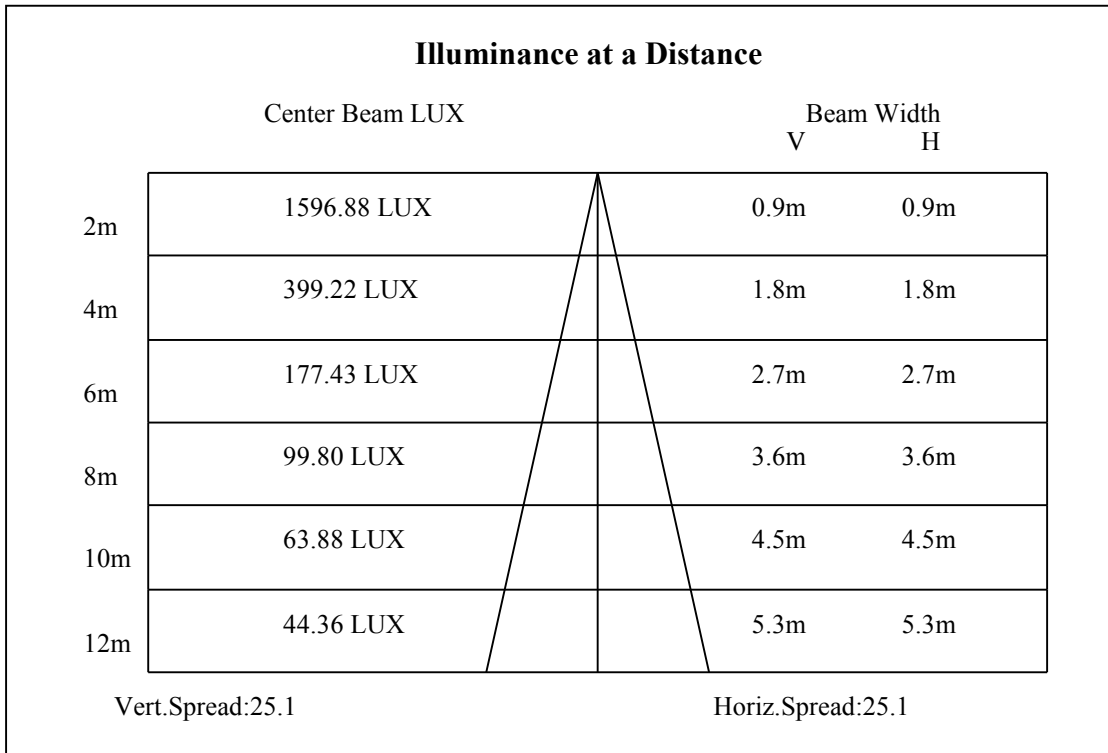 Illuminance at a Distance
Center Beam LUX Beam Width
V H
2m 1596.88 LUX 0.9m 0.9m
4m 399.22 LUX 1.8m 1.8m
6m 177.43 LUX 2.7m 2.7m
8m 99.80 LUX 3.6m 3.6m
10m 63.88 LUX 4.5m 4.5m
12m 44.36 LUX 5.3m 5.3m
Vert.Spread:25.1 Horiz.Spread:25.1